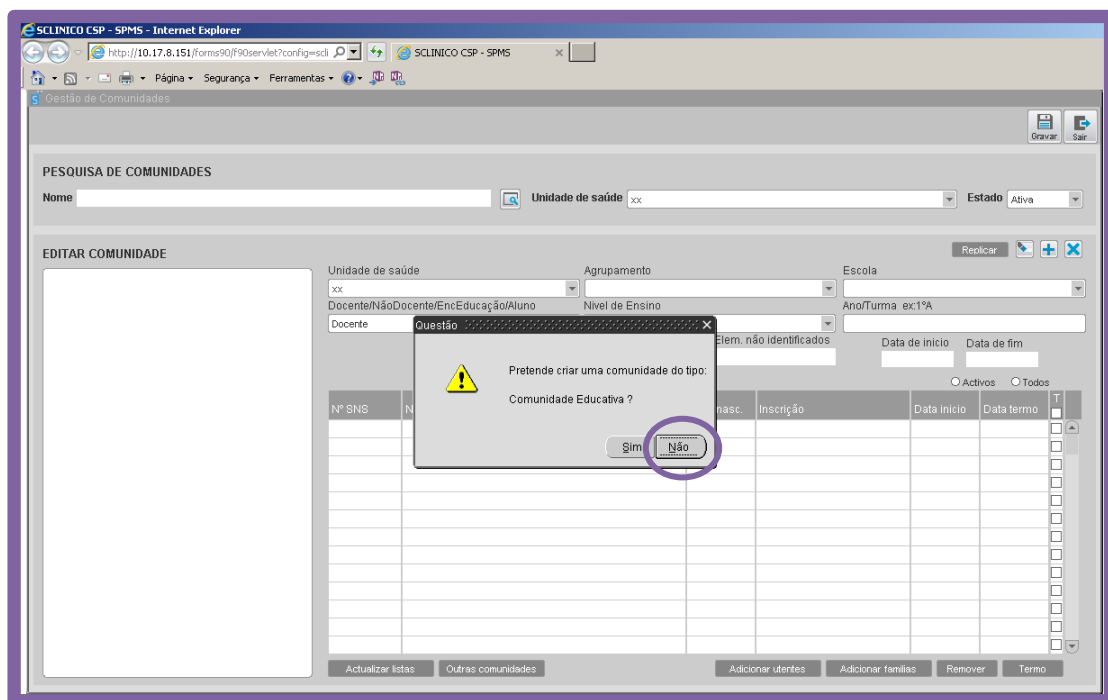 SCLINICO CSP - SPMS - Internet Explorer
http://10.17.8.151/forms90/f90servlet?config=scli
SCLINICO CSP - SPMS
Página Segurança Ferramentas
Gestão de Comunidades
Gravar Sair
PESQUISA DE COMUNIDADES
Nome Unidade de saúde xx Estado Ativa
EDITAR COMUNIDADE Replicar
Unidade de saúde Agrupamento Escola
xx
Docente/NãoDocente/EncEducação/Aluno Nivel de Ensino Ano/Turma ex:1ºA
Docente
Questão
Elem. não identificados Data de inicio Data de fim
Pretende criar uma comunidade do tipo:
Comunidade Educativa ?
Sim Não
Activos Todos
Nº SNS N nasc. Inscrição Data inicio Data termo T
Actualizar listas Outras comunidades Adicionar utentes Adicionar familias Remover Termo